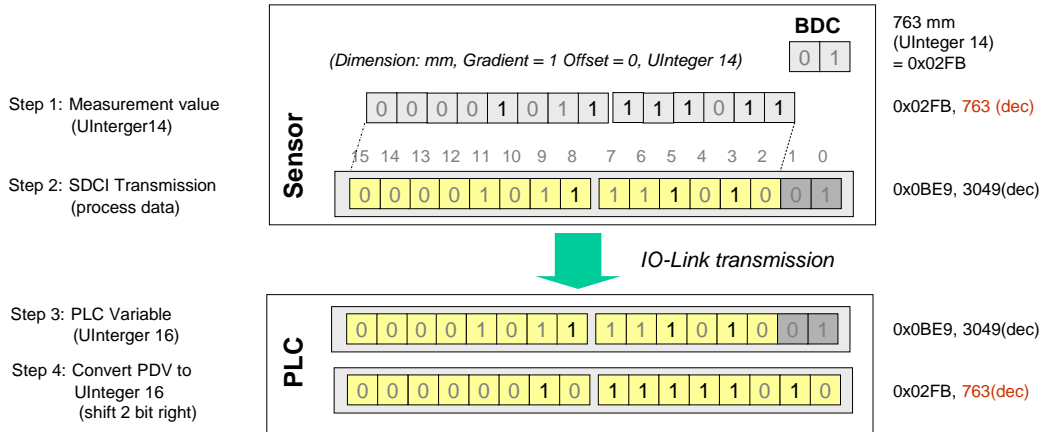 BDC
0 1
763 mm
(UInteger 14)
= 0x02FB
(Dimension: mm, Gradient = 1 Offset = 0, UInteger 14)
Step 1: Measurement value
(UInterger14)
0 0 0 0 1 0 1 1 1 1 1 0 1 1
0x02FB, 763 (dec)
Sensor
15 14 13 12 11 10 9 8 7 6 5 4 3 2 1 0
Step 2: SDCI Transmission
(process data)
0 0 0 0 1 0 1 1 1 1 1 0 1 0 0 1
0x0BE9, 3049(dec)
IO-Link transmission
Step 3: PLC Variable
(UInterger 16)
0 0 0 0 1 0 1 1 1 1 1 0 1 0 0 1
0x0BE9, 3049(dec)
PLC
Step 4: Convert PDV to
UInteger 16
(shift 2 bit right)
0 0 0 0 0 0 1 0 1 1 1 1 1 0 1 0
0x02FB, 763(dec)